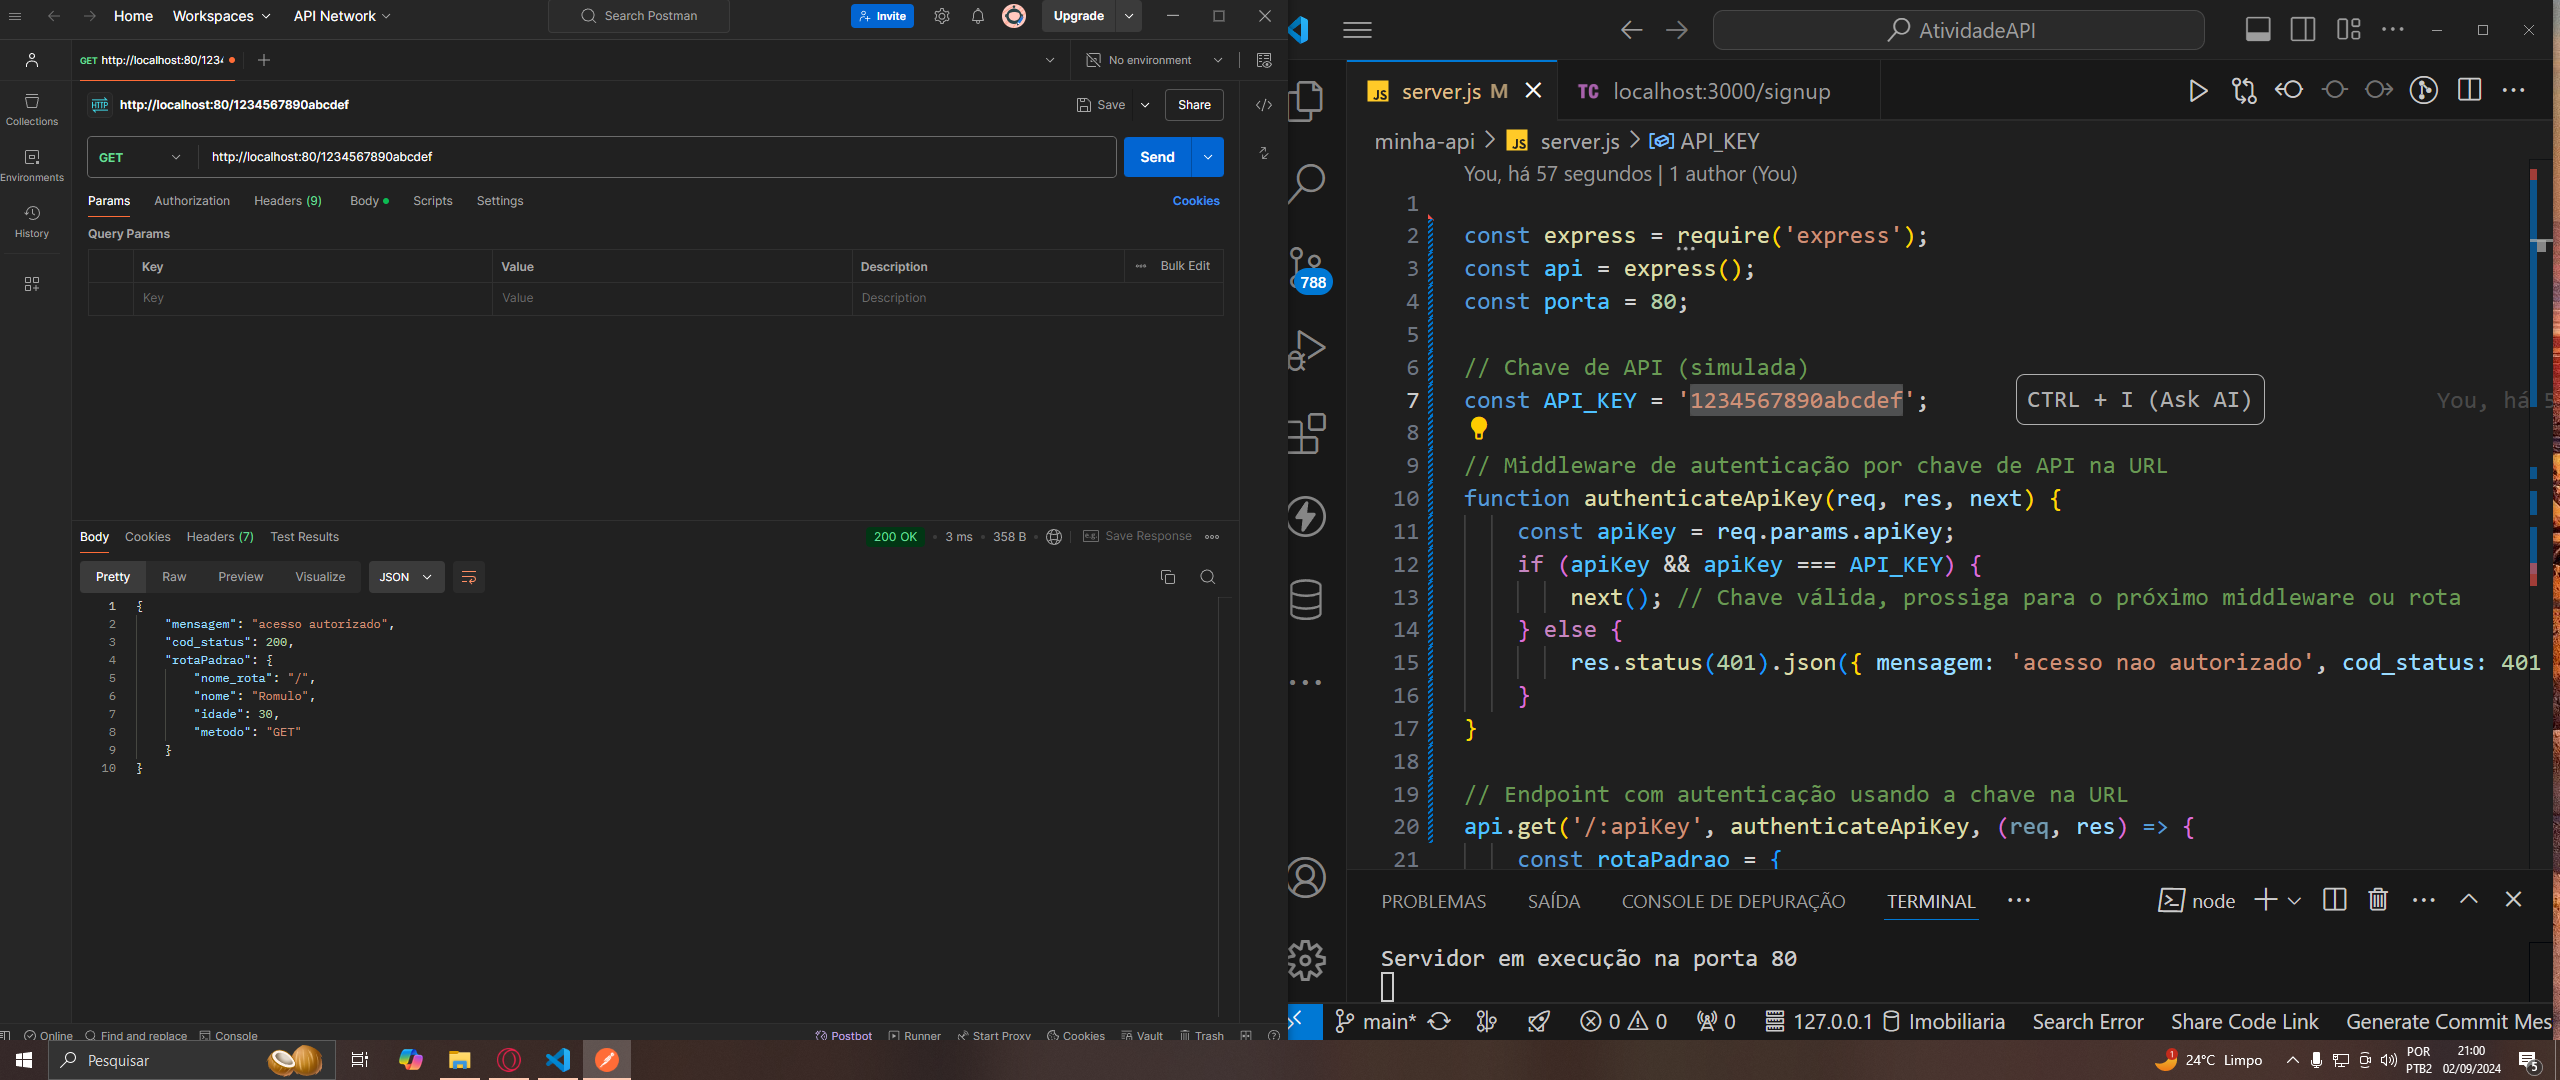 Home Workspaces API Network Search Postman Invite Upgrade
GET http://localhost:80/1234 No environment
HTTP http://localhost:80/1234567890abcdef Save Share
GET http://localhost:80/1234567890abcdef Send
Params Authorization Headers (9) Body Scripts Settings Cookies
Query Params
Key Value Description Bulk Edit
Key Value Description
Collections
Environments
History
Body Cookies Headers (7) Test Results 200 OK 3 ms 358 B Save Response
Pretty Raw Preview Visualize JSON
1 {
2 "mensagem": "acesso autorizado",
3 "cod_status": 200,
4 "rotaPadrao": {
5 "nome_rota": "/",
6 "nome": "Romulo",
7 "idade": 30,
8 "metodo": "GET"
9 }
10 }
Online Find and replace Console Postbot Runner Start Proxy Cookies Vault Trash
AtividadeAPI
JS server.js M TC localhost:3000/signup
minha-api > JS server.js > API_KEY
You, há 57 segundos | 1 author (You)
788
1
2 const express = require('express');
3 const api = express();
4 const porta = 80;
5
6 // Chave de API (simulada)
7 const API_KEY = '1234567890abcdef'; CTRL + I (Ask AI) You, há 5
8
9 // Middleware de autenticação por chave de API na URL
10 function authenticateApiKey(req, res, next) {
11 const apiKey = req.params.apiKey;
12 if (apiKey && apiKey === API_KEY) {
13 next(); // Chave válida, prossiga para o próximo middleware ou rota
14 } else {
15 res.status(401).json({ mensagem: 'acesso nao autorizado', cod_status: 401
16 }
17 }
18
19 // Endpoint com autenticação usando a chave na URL
20 api.get('/:apiKey', authenticateApiKey, (req, res) => {
21 const rotaPadrao = {
PROBLEMAS SAÍDA CONSOLE DE DEPURAÇÃO TERMINAL node
Servidor em execução na porta 80
main* 0 0 0 127.0.0.1 Imobiliaria Search Error Share Code Link Generate Commit Mes
Pesquisar 1 24°C Limpo POR 21:00
PTB2 02/09/2024 5